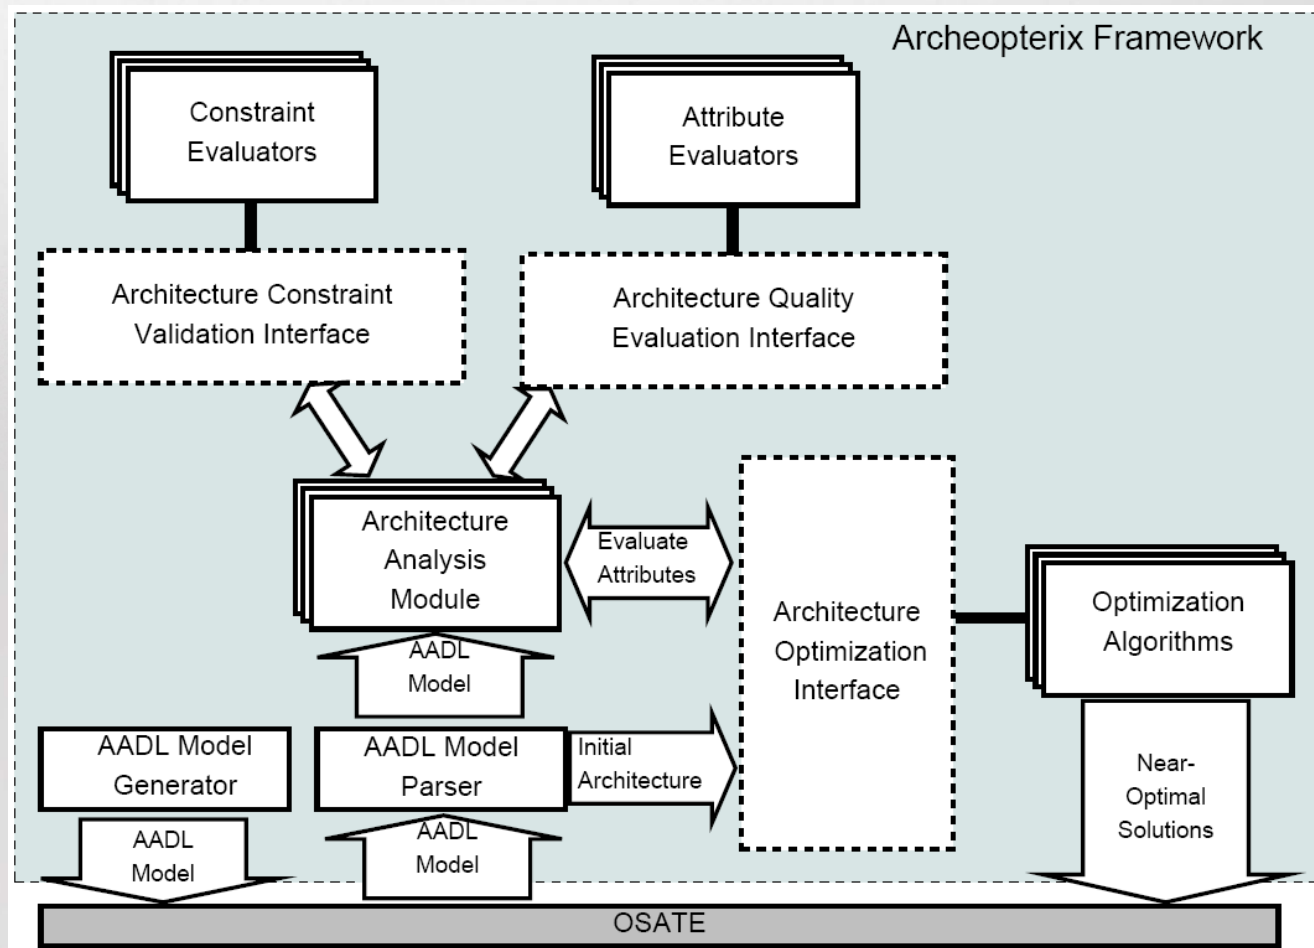 Archeopterix Framework
Constraint
Evaluators
Attribute
Evaluators
Architecture Constraint
Validation Interface
Architecture Quality
Evaluation Interface
Architecture
Analysis
Module
Evaluate
Attributes
Architecture
Optimization
Interface
Optimization
Algorithms
AADL
Model
AADL Model
Generator
AADL Model
Parser
Initial
Architecture
Near-
Optimal
Solutions
AADL
Model
AADL
Model
OSATE